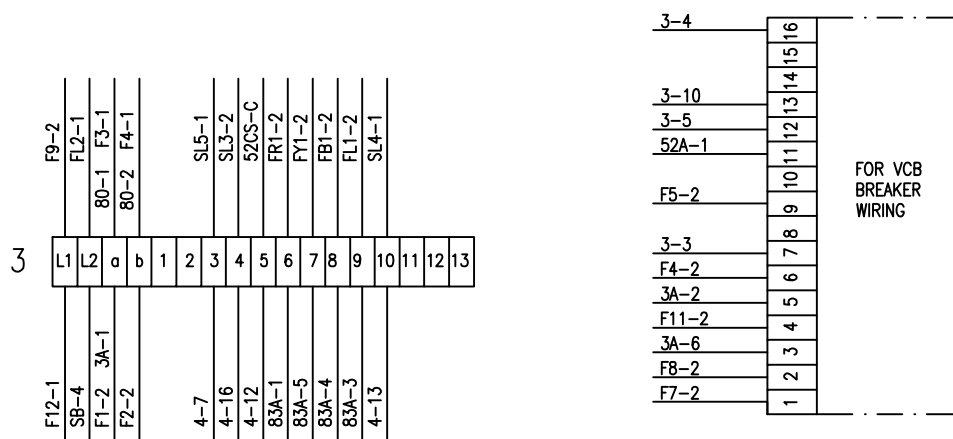 F9-2
FL2-1
80-1 F3-1
80-2 F4-1
SL5-1
SL3-2
52CS-C
FR1-2
FY1-2
FB1-2
FL1-2
SL4-1
3 L1 L2 a b 1 2 3 4 5 6 7 8 9 10 11 12 13
F12-1
SB-4
F1-2 3A-1
F2-2
4-7
4-16
4-12
83A-1
83A-5
83A-4
83A-3
4-13
3-4 16
15
14
3-10 13
3-5 12
52A-1 11
10
F5-2 9
8
3-3 7
F4-2 6
3A-2 5
F11-2 4
3A-6 3
F8-2 2
F7-2 1
FOR VCB
BREAKER
WIRING